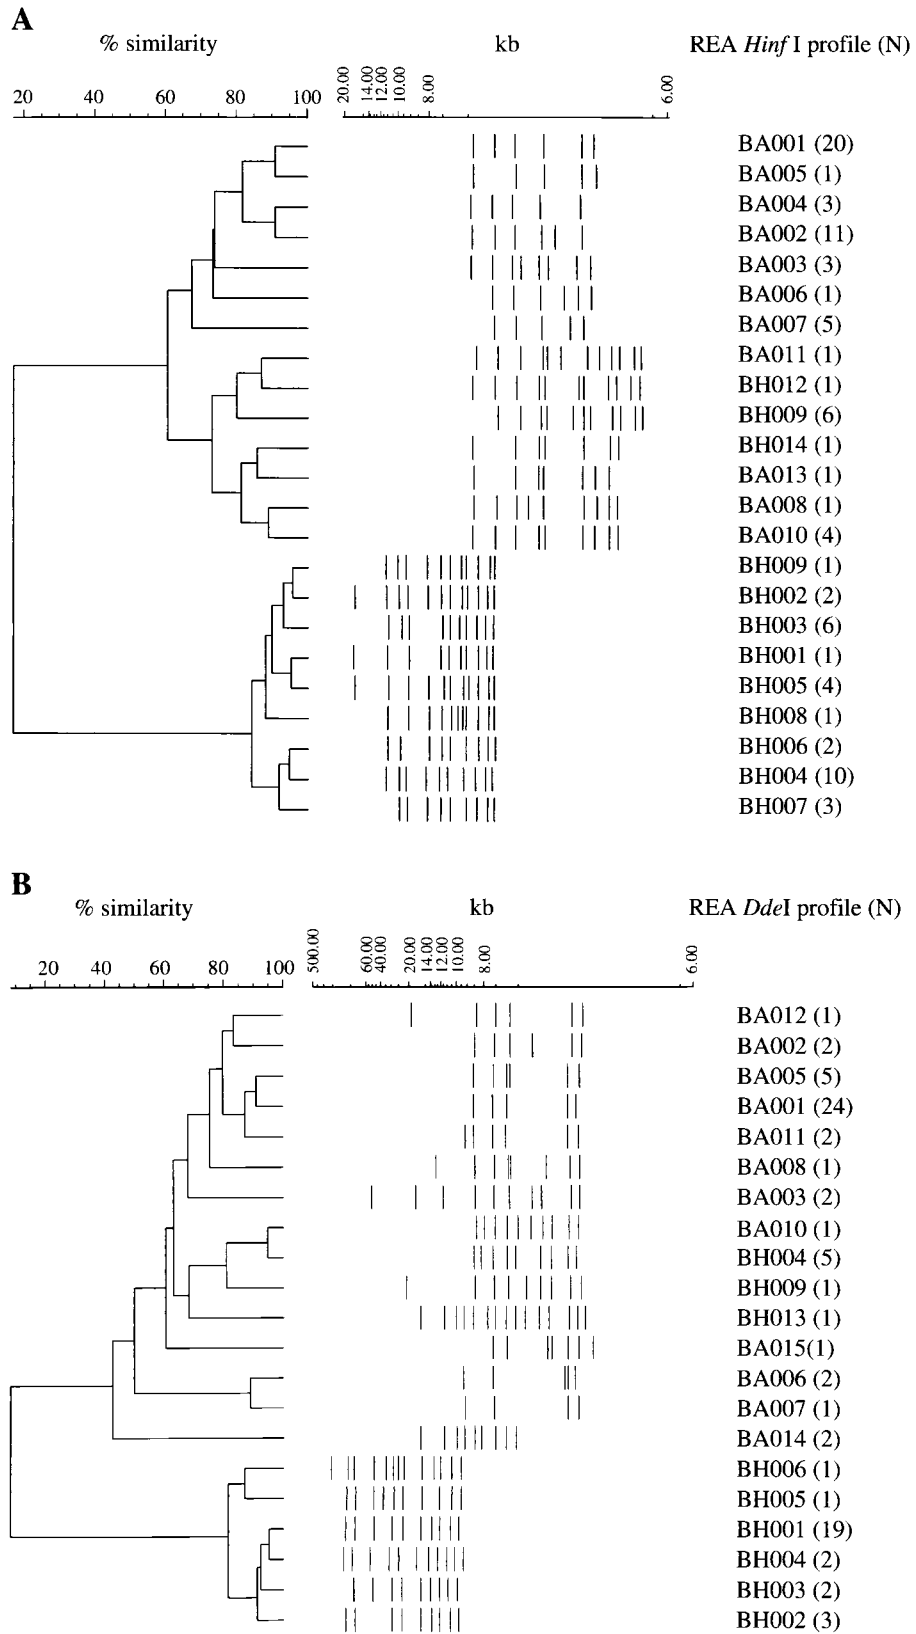 A
% similarity kb REA Hinf I profile (N)
20 40 60 80 100 20.00 14.00 12.00 10.00 8.00 6.00
BA001 (20)
BA005 (1)
BA004 (3)
BA002 (11)
BA003 (3)
BA006 (1)
BA007 (5)
BA011 (1)
BH012 (1)
BH009 (6)
BH014 (1)
BA013 (1)
BA008 (1)
BA010 (4)
BH009 (1)
BH002 (2)
BH003 (6)
BH001 (1)
BH005 (4)
BH008 (1)
BH006 (2)
BH004 (10)
BH007 (3)
B
% similarity kb REA DdeI profile (N)
20 40 60 80 100 500.00 60.00 40.00 20.00 14.00 12.00 10.00 8.00 6.00
BA012 (1)
BA002 (2)
BA005 (5)
BA001 (24)
BA011 (2)
BA008 (1)
BA003 (2)
BA010 (1)
BH004 (5)
BH009 (1)
BH013 (1)
BA015(1)
BA006 (2)
BA007 (1)
BA014 (2)
BH006 (1)
BH005 (1)
BH001 (19)
BH004 (2)
BH003 (2)
BH002 (3)